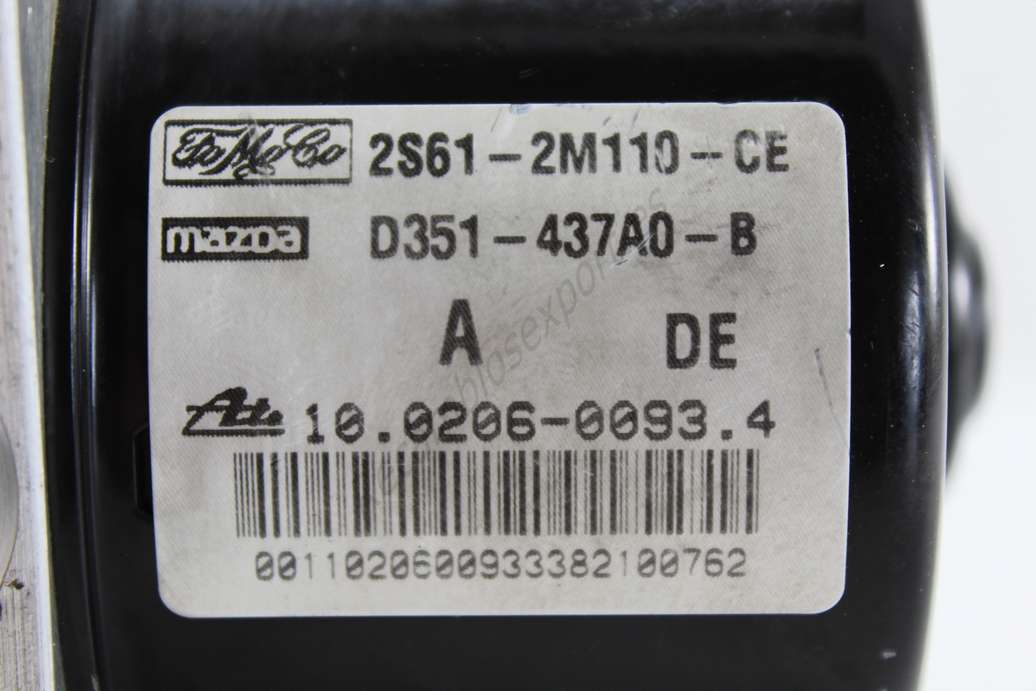 FoMoCo 2S61-2M110-CE
mazda D351-437A0-B
A DE
Ate 10.0206-0093.4
00110206009333382100762